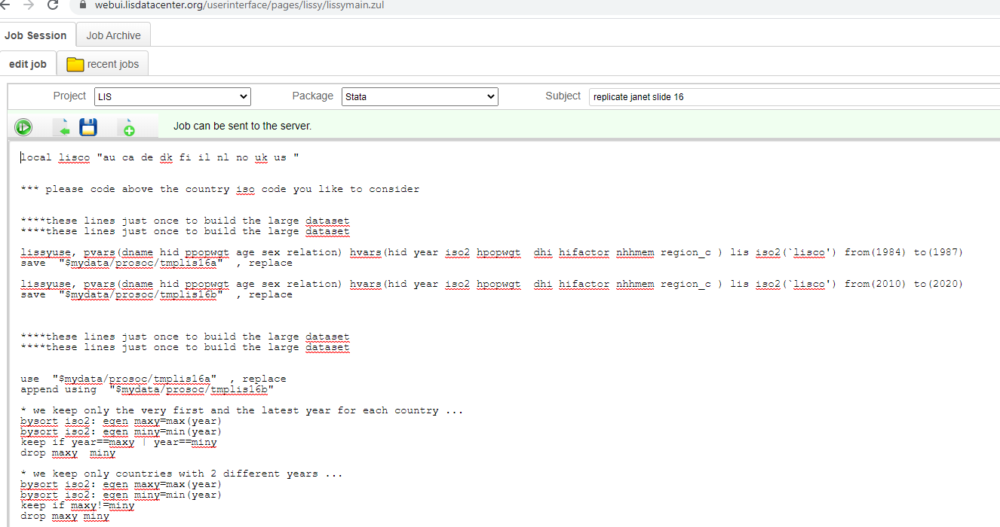 webui.lisdatacenter.org/userinterface/pages/lissy/lissymain.zul
Job Session Job Archive
edit job recent jobs
Project LIS Package Stata Subject replicate janet slide 16
Job can be sent to the server.
local lisco "au ca de dk fi il nl no uk us "
*** please code above the country iso code you like to consider
****these lines just once to build the large dataset
****these lines just once to build the large dataset
lissyuse, pvars(dname hid ppopwgt age sex relation) hvars(hid year iso2 hpopwgt  dhi hifactor nhhmem region_c ) lis iso2(`lisco') from(1984) to(1987)
save  "$mydata/prosoc/tmplis16a"  , replace
lissyuse, pvars(dname hid ppopwgt age sex relation) hvars(hid year iso2 hpopwgt  dhi hifactor nhhmem region_c ) lis iso2(`lisco') from(2010) to(2020)
save  "$mydata/prosoc/tmplis16b"  , replace
****these lines just once to build the large dataset
****these lines just once to build the large dataset
use  "$mydata/prosoc/tmplis16a"  , replace
append using  "$mydata/prosoc/tmplis16b"
* we keep only the very first and the latest year for each country ...
bysort iso2: egen maxy=max(year)
bysort iso2: egen miny=min(year)
keep if year==maxy | year==miny
drop maxy  miny
* we keep only countries with 2 different years ...
bysort iso2: egen maxy=max(year)
bysort iso2: egen miny=min(year)
keep if maxy!=miny
drop maxy miny